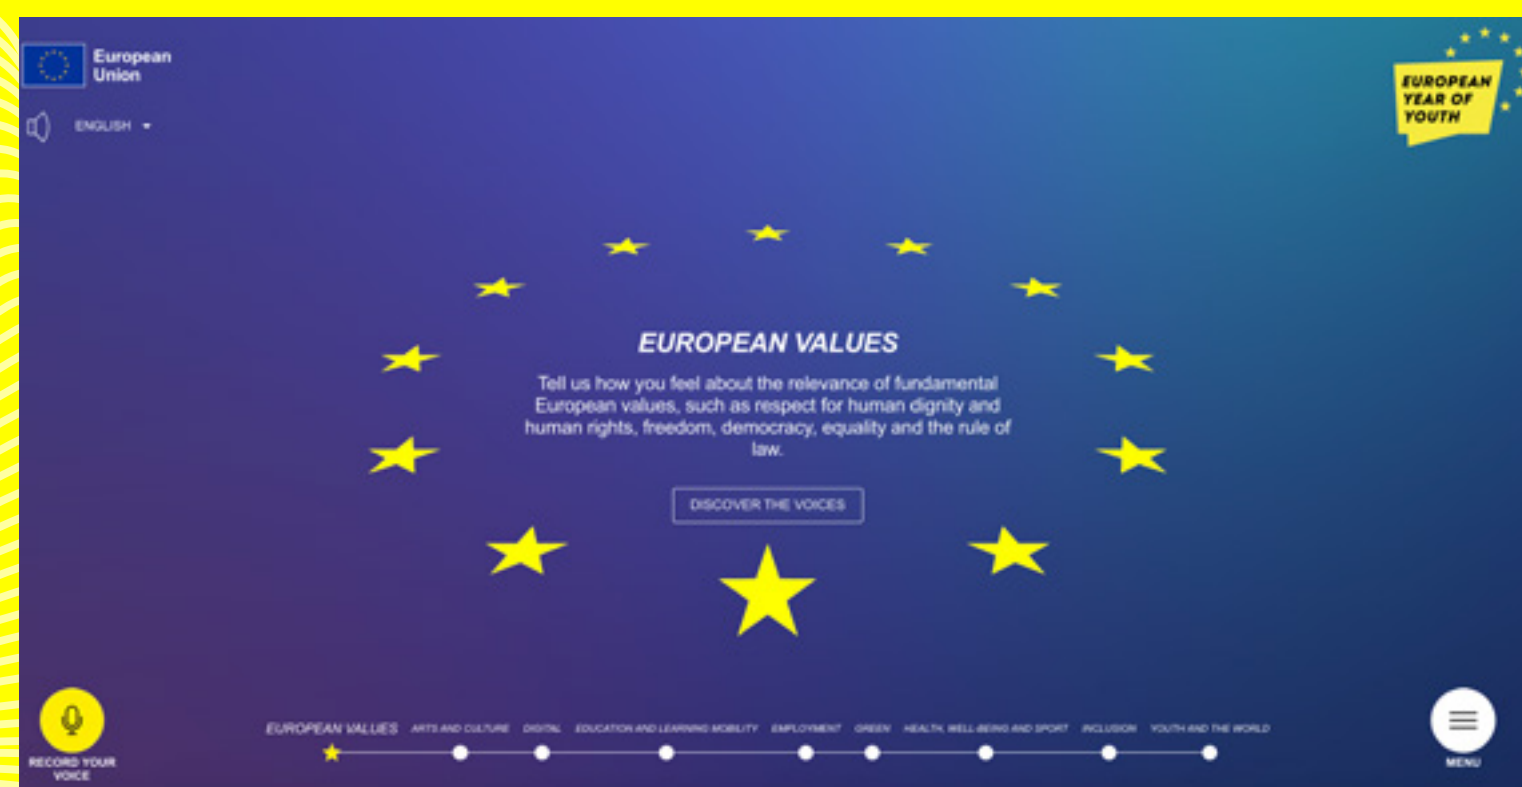 European
Union
ENGLISH
EUROPEAN
YEAR OF
YOUTH
EUROPEAN VALUES
Tell us how you feel about the relevance of fundamental
European values, such as respect for human dignity and
human rights, freedom, democracy, equality and the rule of
law.
DISCOVER THE VOICES
EUROPEAN VALUES ARTS AND CULTURE DIGITAL EDUCATION AND LEARNING MOBILITY EMPLOYMENT GREEN HEALTH, WELL-BEING AND SPORT INCLUSION YOUTH AND THE WORLD
RECORD YOUR
VOICE
MENU